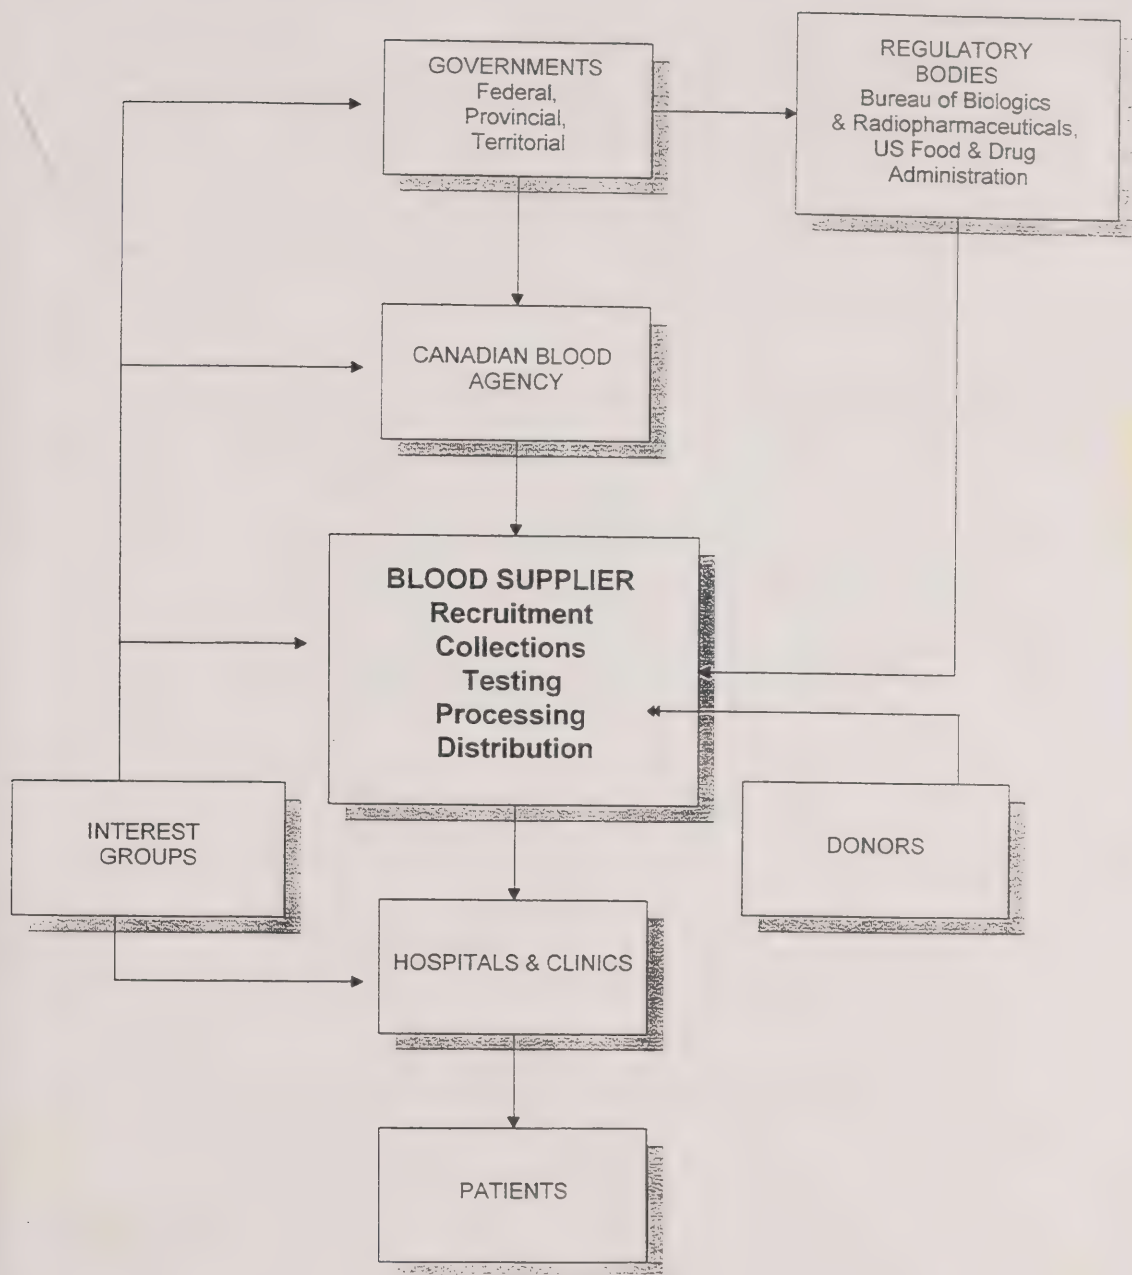 GOVERNMENTS
Federal,
Provincial,
Territorial
REGULATORY
BODIES
Bureau of Biologics
& Radiopharmaceuticals,
US Food & Drug
Administration
CANADIAN BLOOD
AGENCY
BLOOD SUPPLIER
Recruitment
Collections
Testing
Processing
Distribution
INTEREST
GROUPS
DONORS
HOSPITALS & CLINICS
PATIENTS